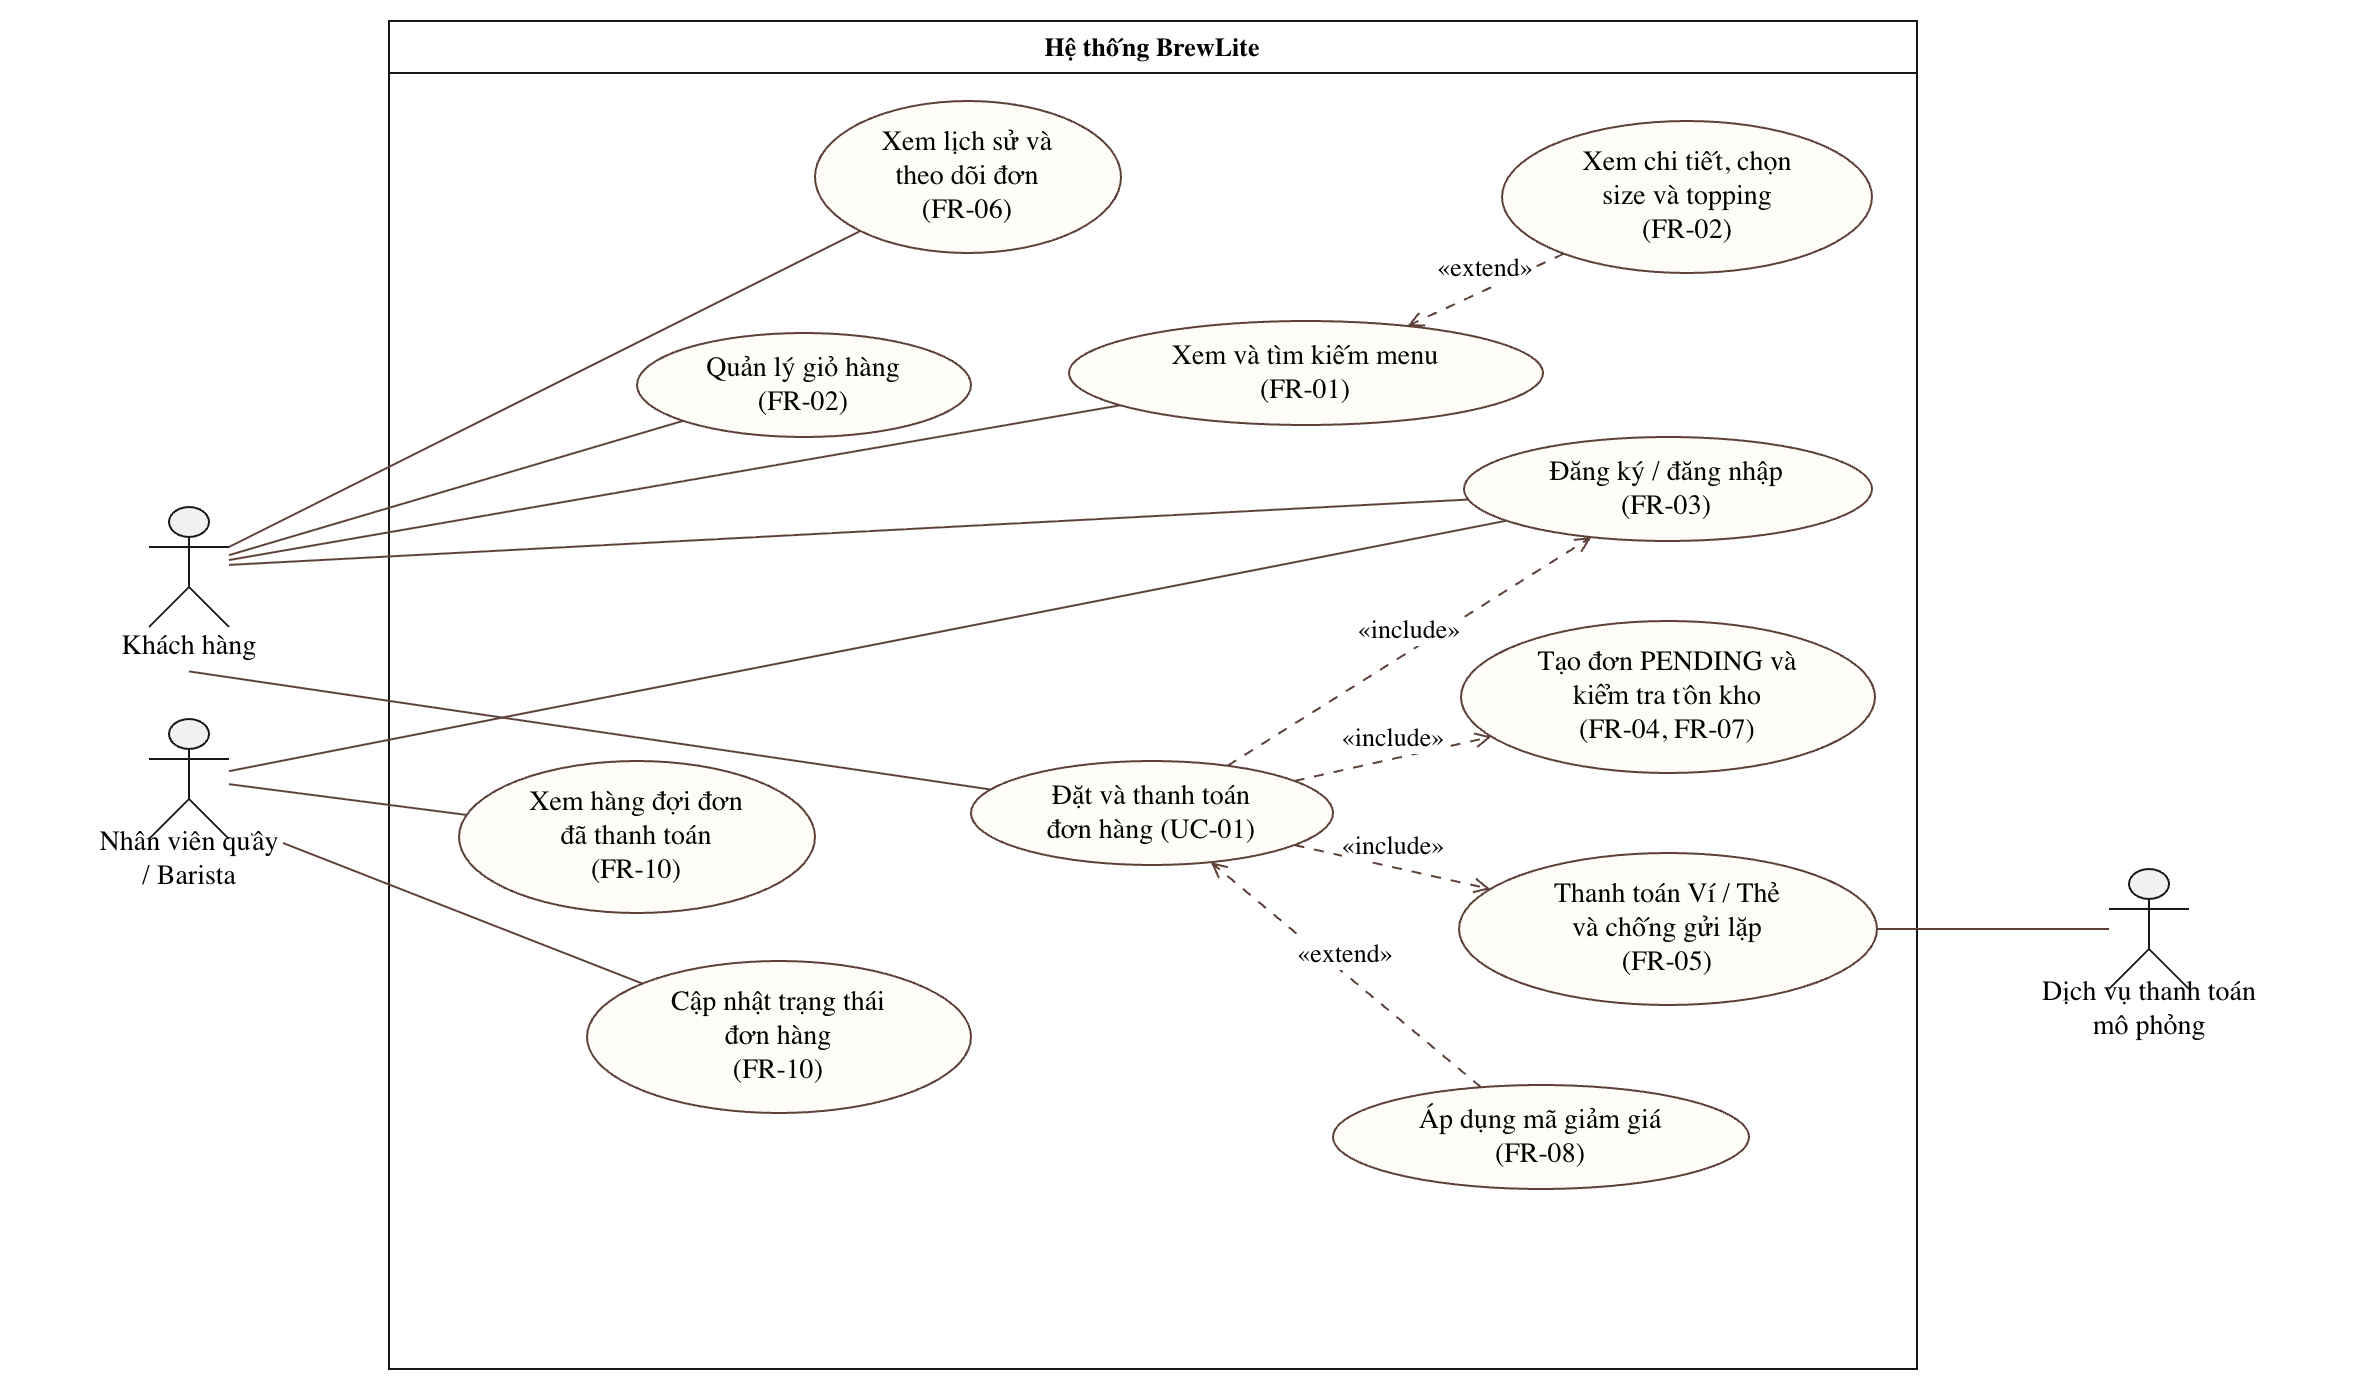 Hệ thống BrewLite
Xem lịch sử và
theo dõi đơn
(FR-06)
Xem chi tiết, chọn
size và topping
(FR-02)
«extend»
Quản lý giỏ hàng
(FR-02)
Xem và tìm kiếm menu
(FR-01)
Đăng ký / đăng nhập
(FR-03)
Khách hàng
«include»
Tạo đơn PENDING và
kiểm tra tồn kho
(FR-04, FR-07)
«include»
Nhân viên quầy
/ Barista
Xem hàng đợi đơn
đã thanh toán
(FR-10)
Đặt và thanh toán
đơn hàng (UC-01)
«include»
Thanh toán Ví / Thẻ
và chống gửi lặp
(FR-05)
«extend»
Dịch vụ thanh toán
mô phỏng
Cập nhật trạng thái
đơn hàng
(FR-10)
Áp dụng mã giảm giá
(FR-08)